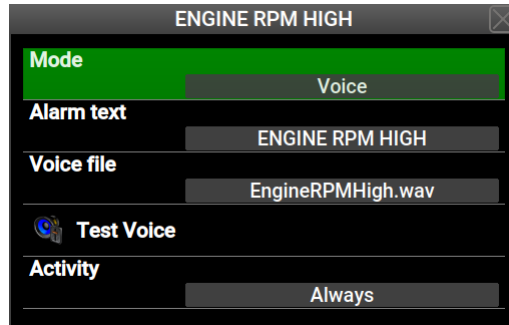 ENGINE RPM HIGH
Mode
Voice
Alarm text
ENGINE RPM HIGH
Voice file
EngineRPMHigh.wav
Test Voice
Activity
Always